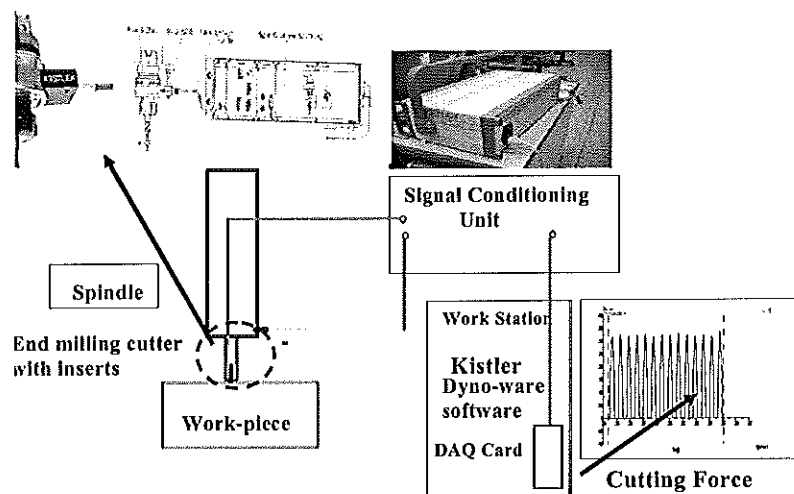 KISTLER
Signal Conditioning
Unit
Spindle
End milling cutter
with Inserts
Work-piece
Work Station
Kistler
Dyno-ware
software
DAQ Card
Cutting Force